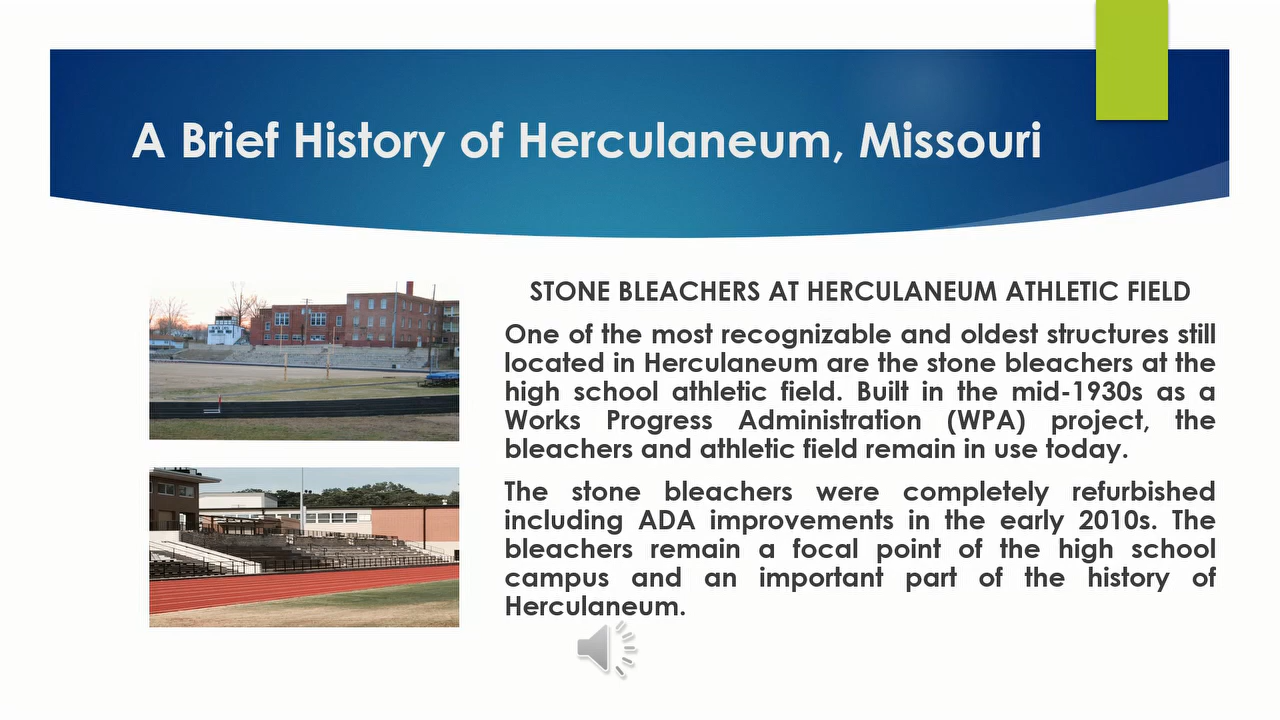 A Brief History of Herculaneum, Missouri
STONE BLEACHERS AT HERCULANEUM ATHLETIC FIELD
One of the most recognizable and oldest structures still
located in Herculaneum are the stone bleachers at the
high school athletic field. Built in the mid-1930s as a
Works Progress Administration (WPA) project, the
bleachers and athletic field remain in use today.
The stone bleachers were completely refurbished
including ADA improvements in the early 2010s. The
bleachers remain a focal point of the high school
campus and an important part of the history of
Herculaneum.